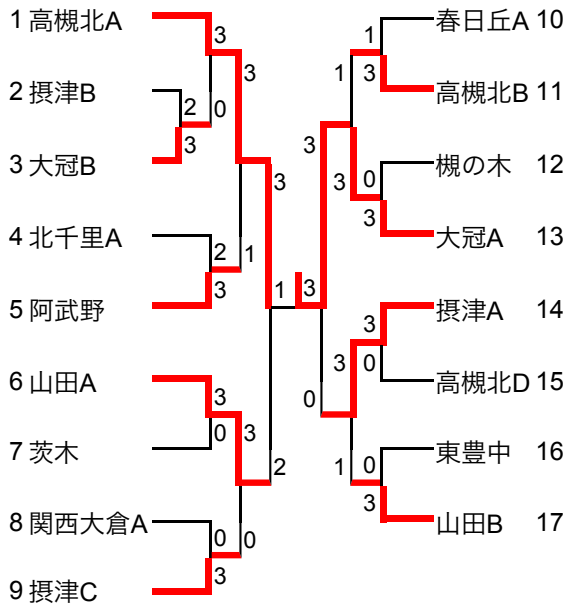 1 高槻北A
3
3
2 摂津B
2
0
3
3 大冠B
3
4 北千里A
2
1
3
5 阿武野
1
6 山田A
3
3
0
7 茨木
2
8 関西大倉A
0
0
3
9 摂津C
春日丘A 10
1
1
3
高槻北B 11
3
槻の木 12
3
0
3
大冠A 13
3
摂津A 14
3
3
0
高槻北D 15
0
東豊中 16
1
0
3
山田B 17